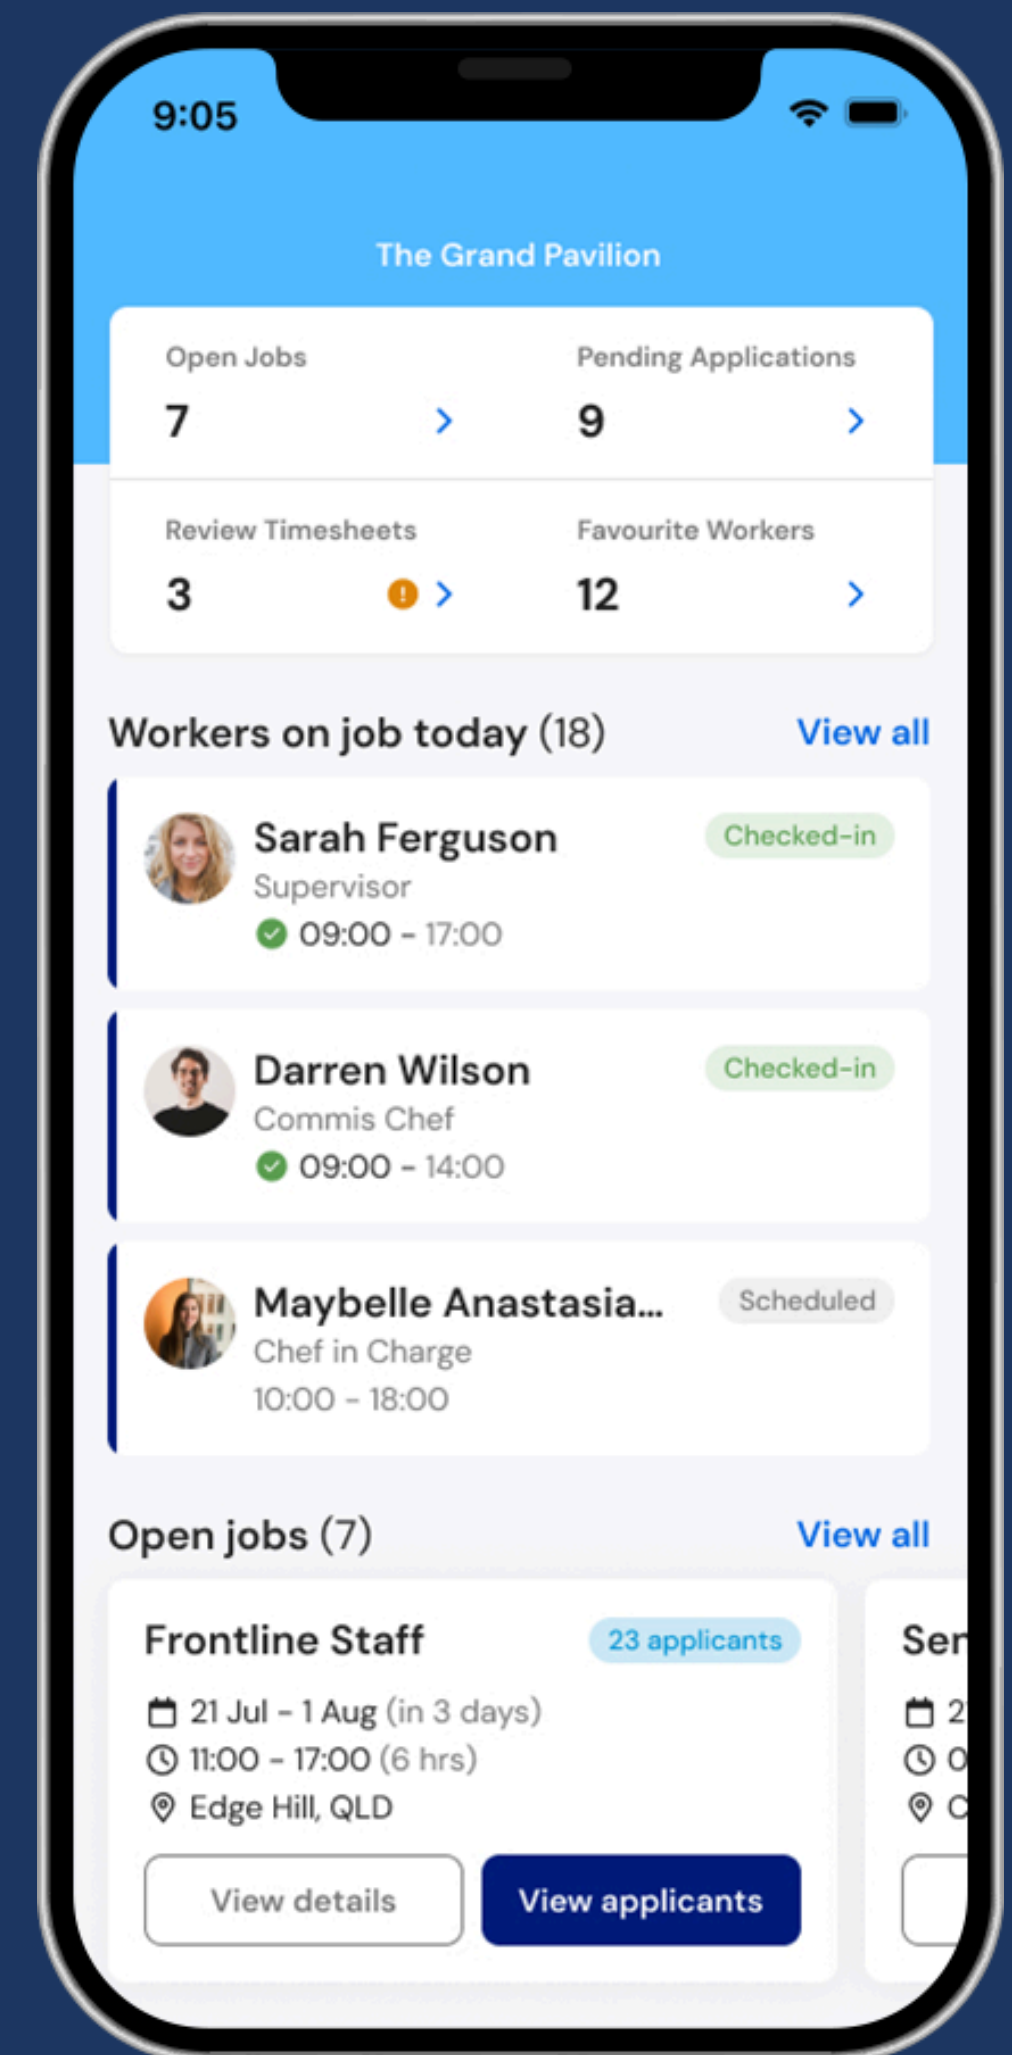 9:05
The Grand Pavilion
Open Jobs
7
Pending Applications
9
Review Timesheets
3
Favourite Workers
12
Workers on job today (18)
View all
Sarah Ferguson
Checked-in
Supervisor
09:00 - 17:00
Darren Wilson
Checked-in
Commis Chef
09:00 - 14:00
Maybelle Anastasia...
Scheduled
Chef in Charge
10:00 - 18:00
Open jobs (7)
View all
Frontline Staff
23 applicants
21 Jul - 1 Aug (in 3 days)
11:00 - 17:00 (6 hrs)
Edge Hill, QLD
View details
View applicants